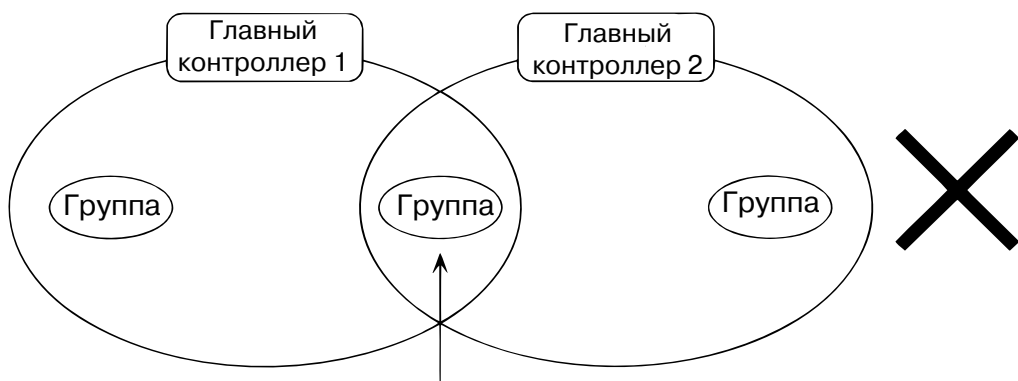 Главный
контроллер 1
Главный
контроллер 2
Группа
Группа
Группа